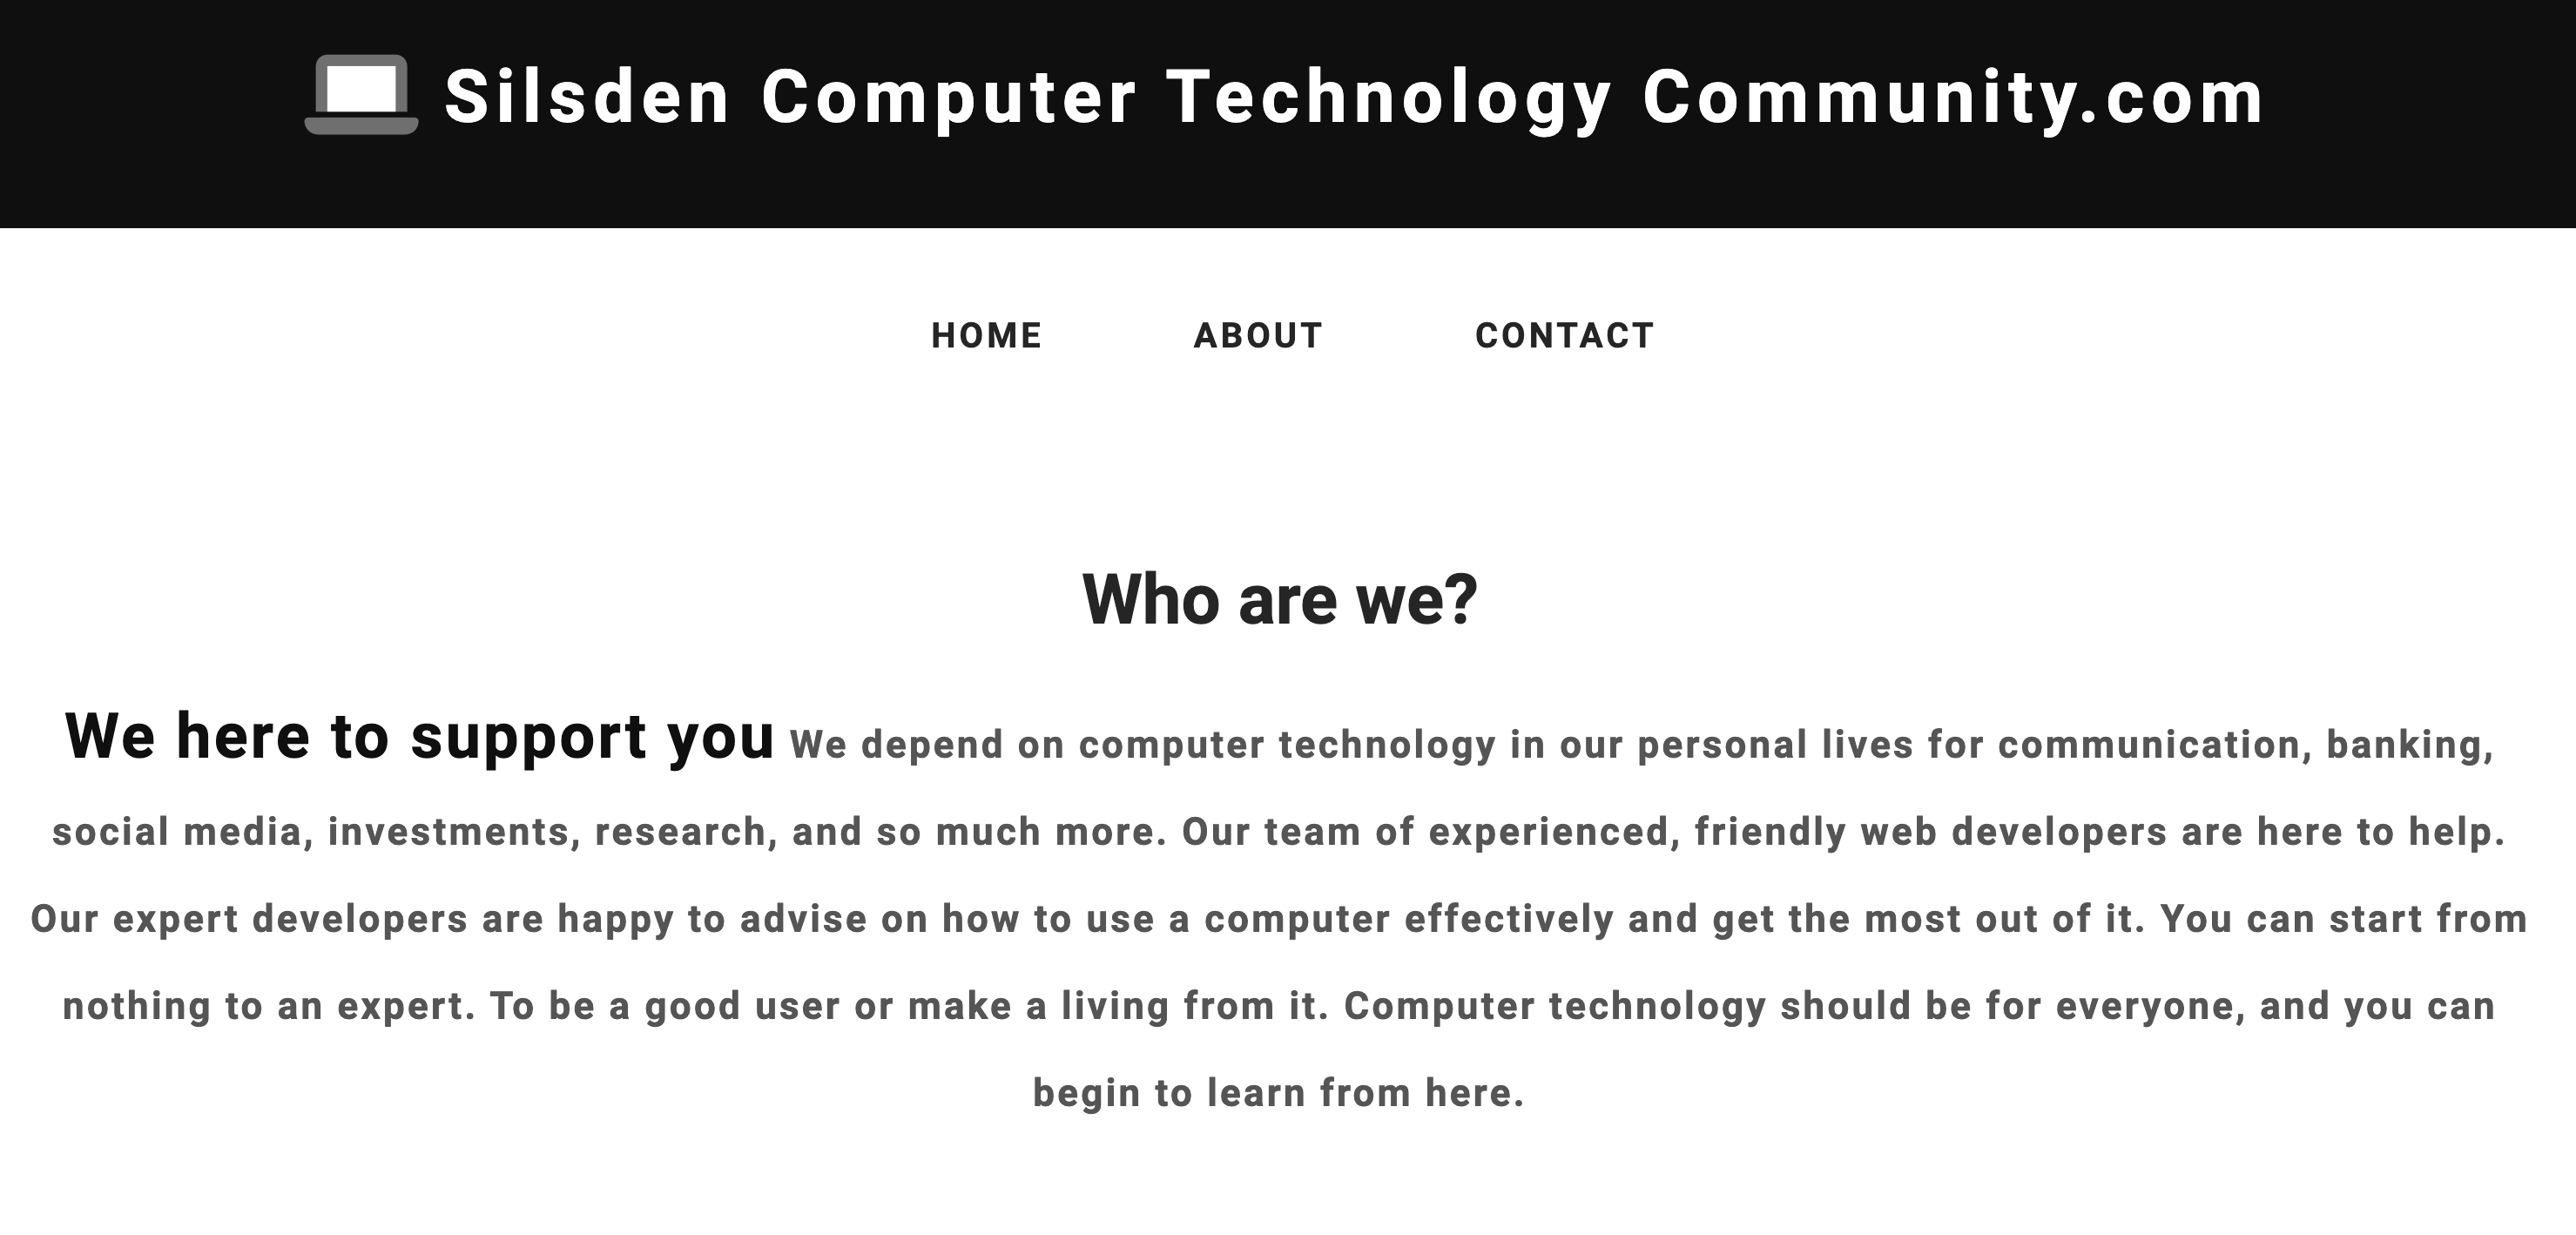 Silsden Computer Technology Community.com
HOME ABOUT CONTACT
Who are we?
We here to support you We depend on computer technology in our personal lives for communication, banking,
social media, investments, research, and so much more. Our team of experienced, friendly web developers are here to help.
Our expert developers are happy to advise on how to use a computer effectively and get the most out of it. You can start from
nothing to an expert. To be a good user or make a living from it. Computer technology should be for everyone, and you can
begin to learn from here.